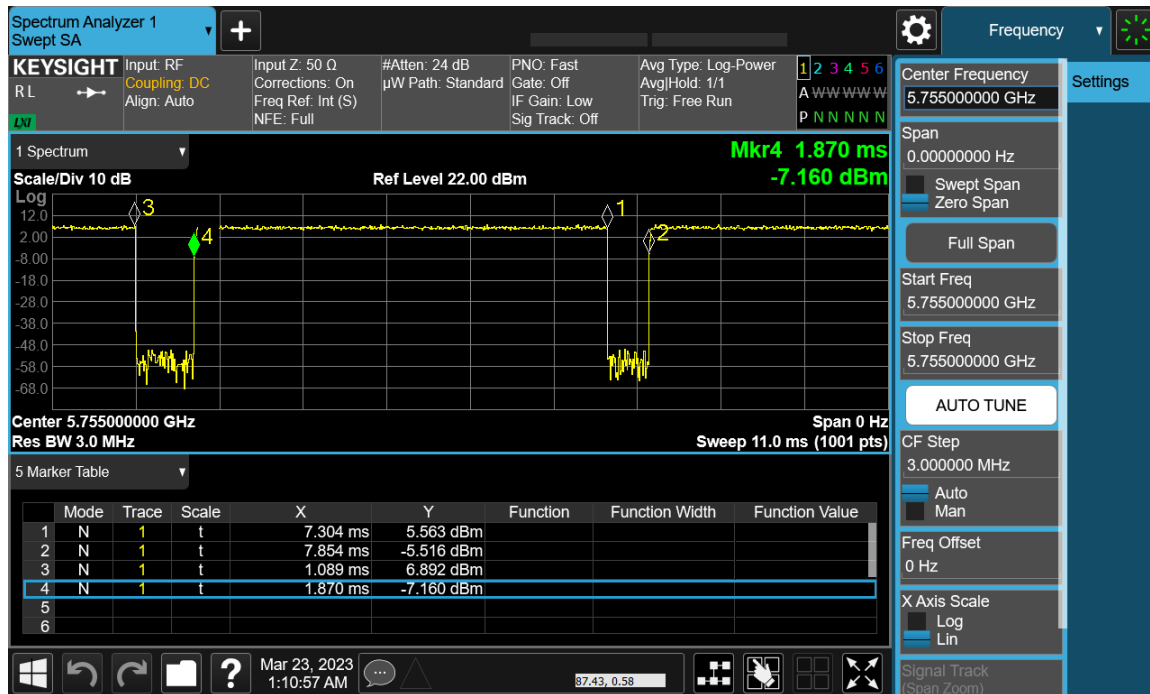 Spectrum Analyzer 1
Swept SA
Frequency
KEYSIGHT
Input: RF
Coupling: DC
Align: Auto
Input Z: 50 Ω
Corrections: On
Freq Ref: Int (S)
NFE: Full
#Atten: 24 dB
µW Path: Standard
PNO: Fast
Gate: Off
IF Gain: Low
Sig Track: Off
Avg Type: Log-Power
Avg|Hold: 1/1
Trig: Free Run
1 2 3 4 5 6
A W W W W W
P N N N N N
R L
LXI
1 Spectrum
Mkr4 1.870 ms
-7.160 dBm
Scale/Div 10 dB
Ref Level 22.00 dBm
Log
12.0
2.00
-8.00
-18.0
-28.0
-38.0
-48.0
-58.0
-68.0
3
4
1
2
Center 5.755000000 GHz
Span 0 Hz
Res BW 3.0 MHz
Sweep 11.0 ms (1001 pts)
5 Marker Table
Mode Trace Scale X Y Function Function Width Function Value
1 N 1 t 7.304 ms 5.563 dBm
2 N 1 t 7.854 ms -5.516 dBm
3 N 1 t 1.089 ms 6.892 dBm
4 N 1 t 1.870 ms -7.160 dBm
5
6
Center Frequency
5.755000000 GHz
Settings
Span
0.00000000 Hz
Swept Span
Zero Span
Full Span
Start Freq
5.755000000 GHz
Stop Freq
5.755000000 GHz
AUTO TUNE
CF Step
3.000000 MHz
Auto
Man
Freq Offset
0 Hz
X Axis Scale
Log
Lin
Signal Track
(Span Zoom)
?
Mar 23, 2023
1:10:57 AM
87.43, 0.58